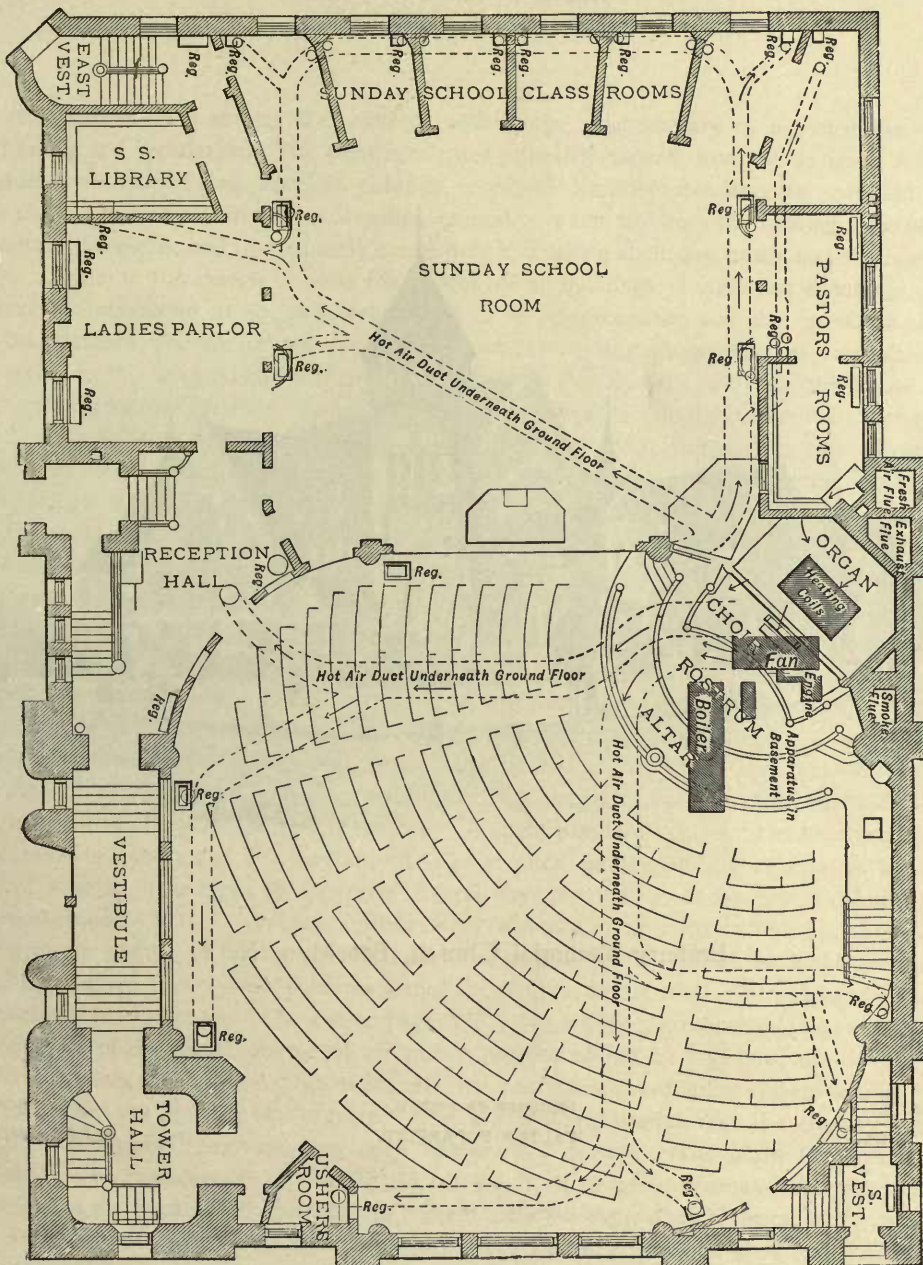 EAST
VEST.
Reg.
Reg.
Reg.
Reg.
Reg.
Reg.
Reg.
SUNDAY SCHOOL CLASS ROOMS
S S.
LIBRARY
Reg.
Reg.
Reg.
Reg.
SUNDAY SCHOOL
ROOM
Reg.
PASTORS ROOMS
LADIES PARLOR
Reg.
Reg.
Reg.
Reg.
Reg.
Hot Air Duct Underneath Ground Floor
Fresh
Air Flue
Exhaust
Flue
RECEPTION
HALL
Reg.
Reg.
ORGAN
Heating
Coils
CHOIR
Fan
Engine
Hot Air Duct Underneath Ground Floor
ROSTRUM
ALTAR
Boiler
Smoke
Flue
Apparatus in
Basement
Reg.
Reg.
Hot Air Duct Underneath Ground Floor
VESTIBULE
Reg.
Reg.
TOWER
HALL
Reg.
USHERS
ROOM
Reg.
Reg.
S.
VEST.